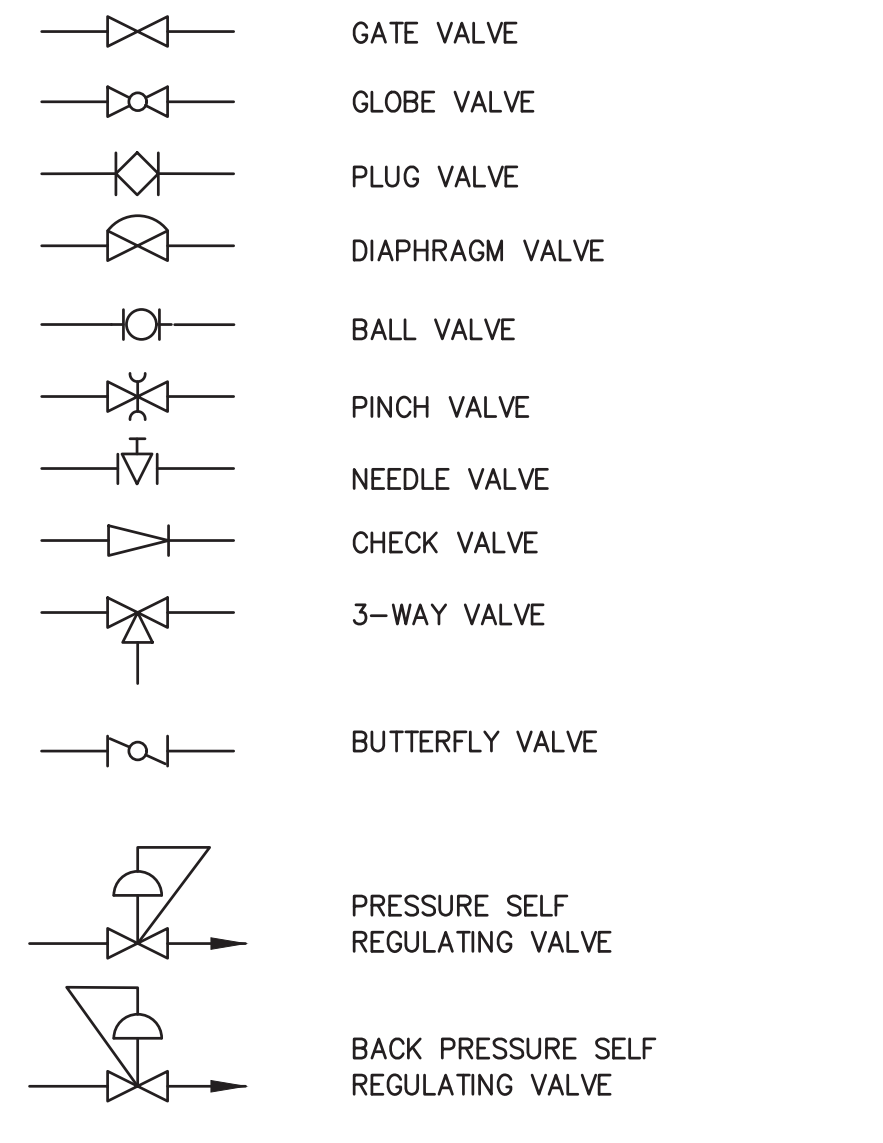 GATE VALVE
GLOBE VALVE
PLUG VALVE
DIAPHRAGM VALVE
BALL VALVE
PINCH VALVE
NEEDLE VALVE
CHECK VALVE
3-WAY VALVE
BUTTERFLY VALVE
PRESSURE SELF
REGULATING VALVE
BACK PRESSURE SELF
REGULATING VALVE